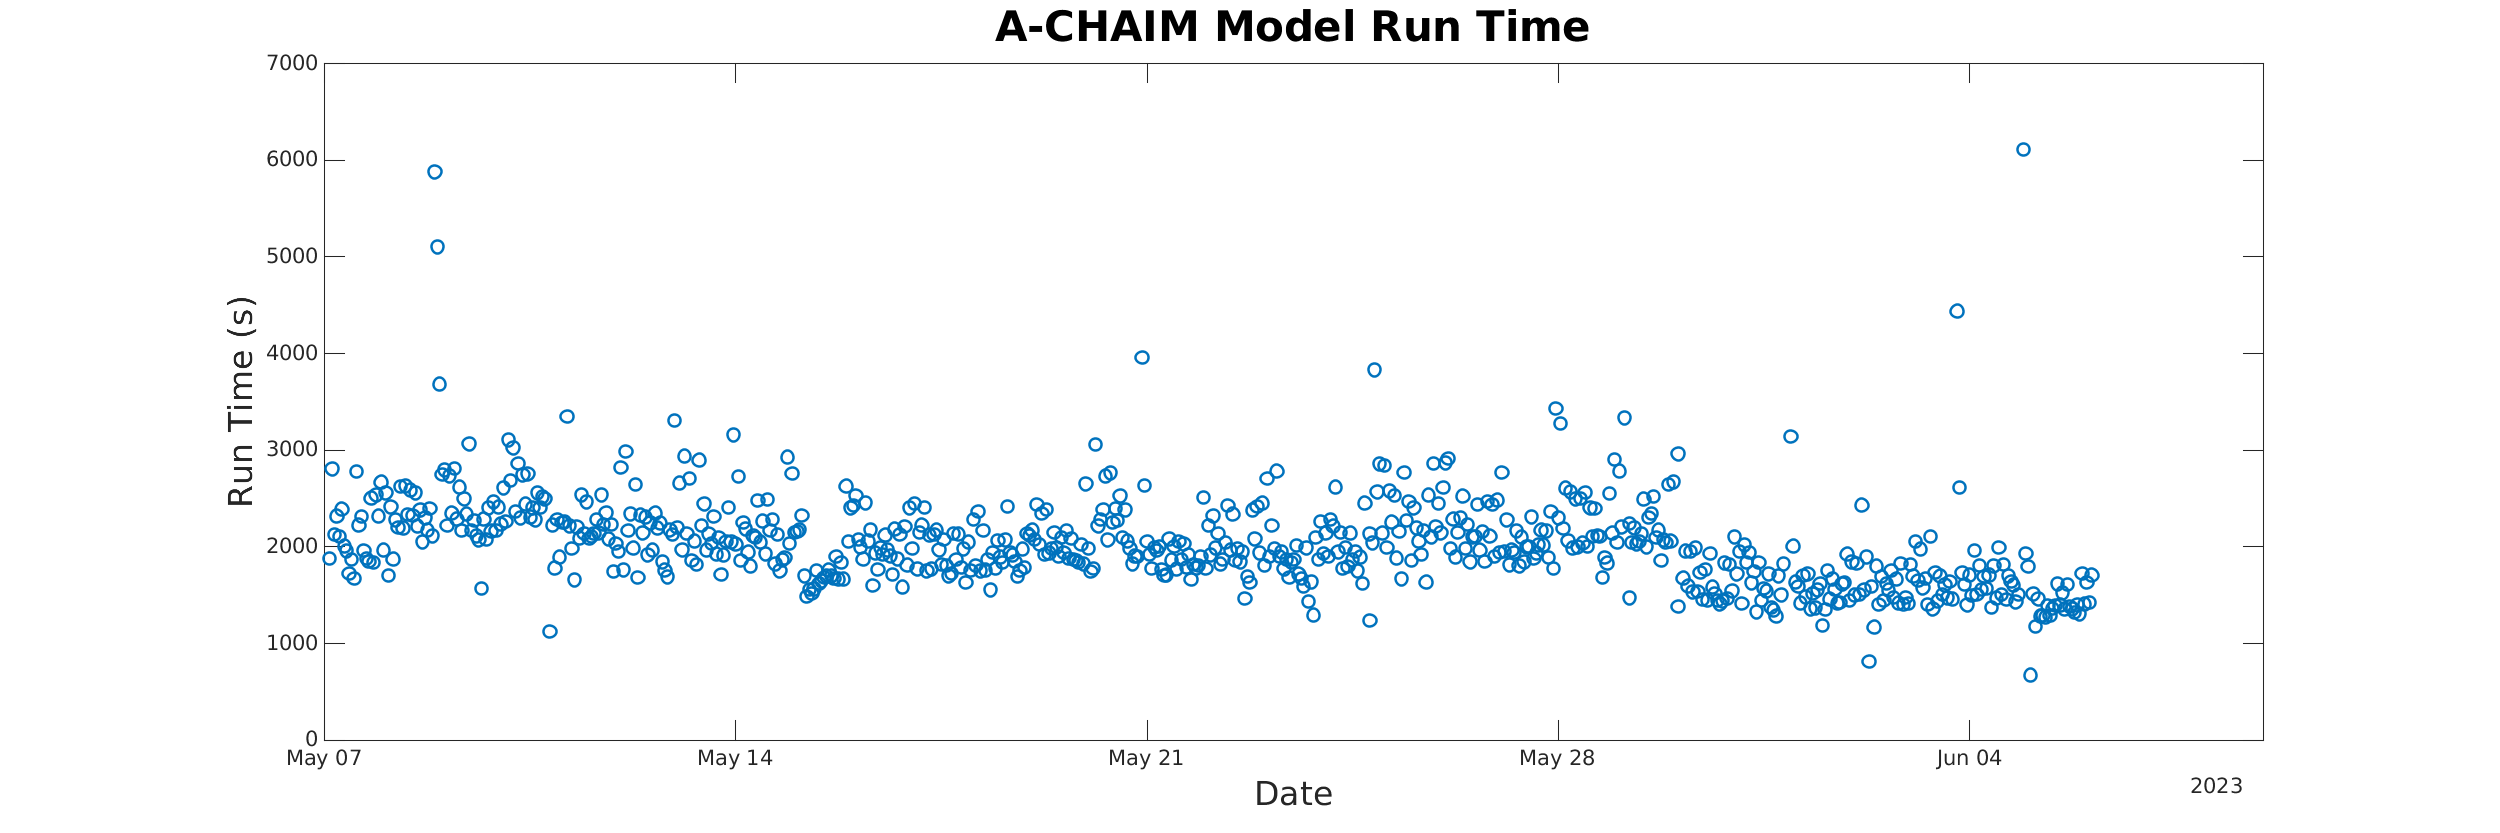 A-CHAIM Model Run Time
7000
6000
5000
4000
3000
2000
1000
0
Run Time (s)
May 07
May 14
May 21
May 28
Jun 04
Date
2023